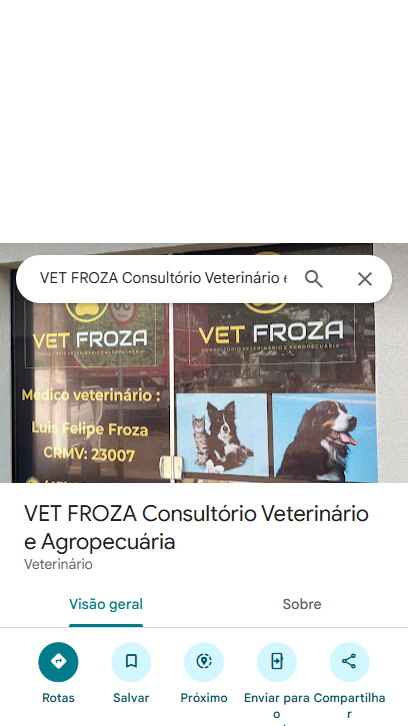 VET FROZA Consultório Veterinário e
VET FROZA
CONSULTÓRIO VETERINÁRIO E AGROPECUÁRIA
VET FROZA
CONSULTÓRIO VETERINÁRIO E AGROPECUÁRIA
Médico veterinário :
Luis Felipe Froza
CRMV: 23007
VET FROZA Consultório Veterinário
e Agropecuária
Veterinário
Visão geral
Sobre
Rotas
Salvar
Próximo
Enviar para
o
Compartilha
r